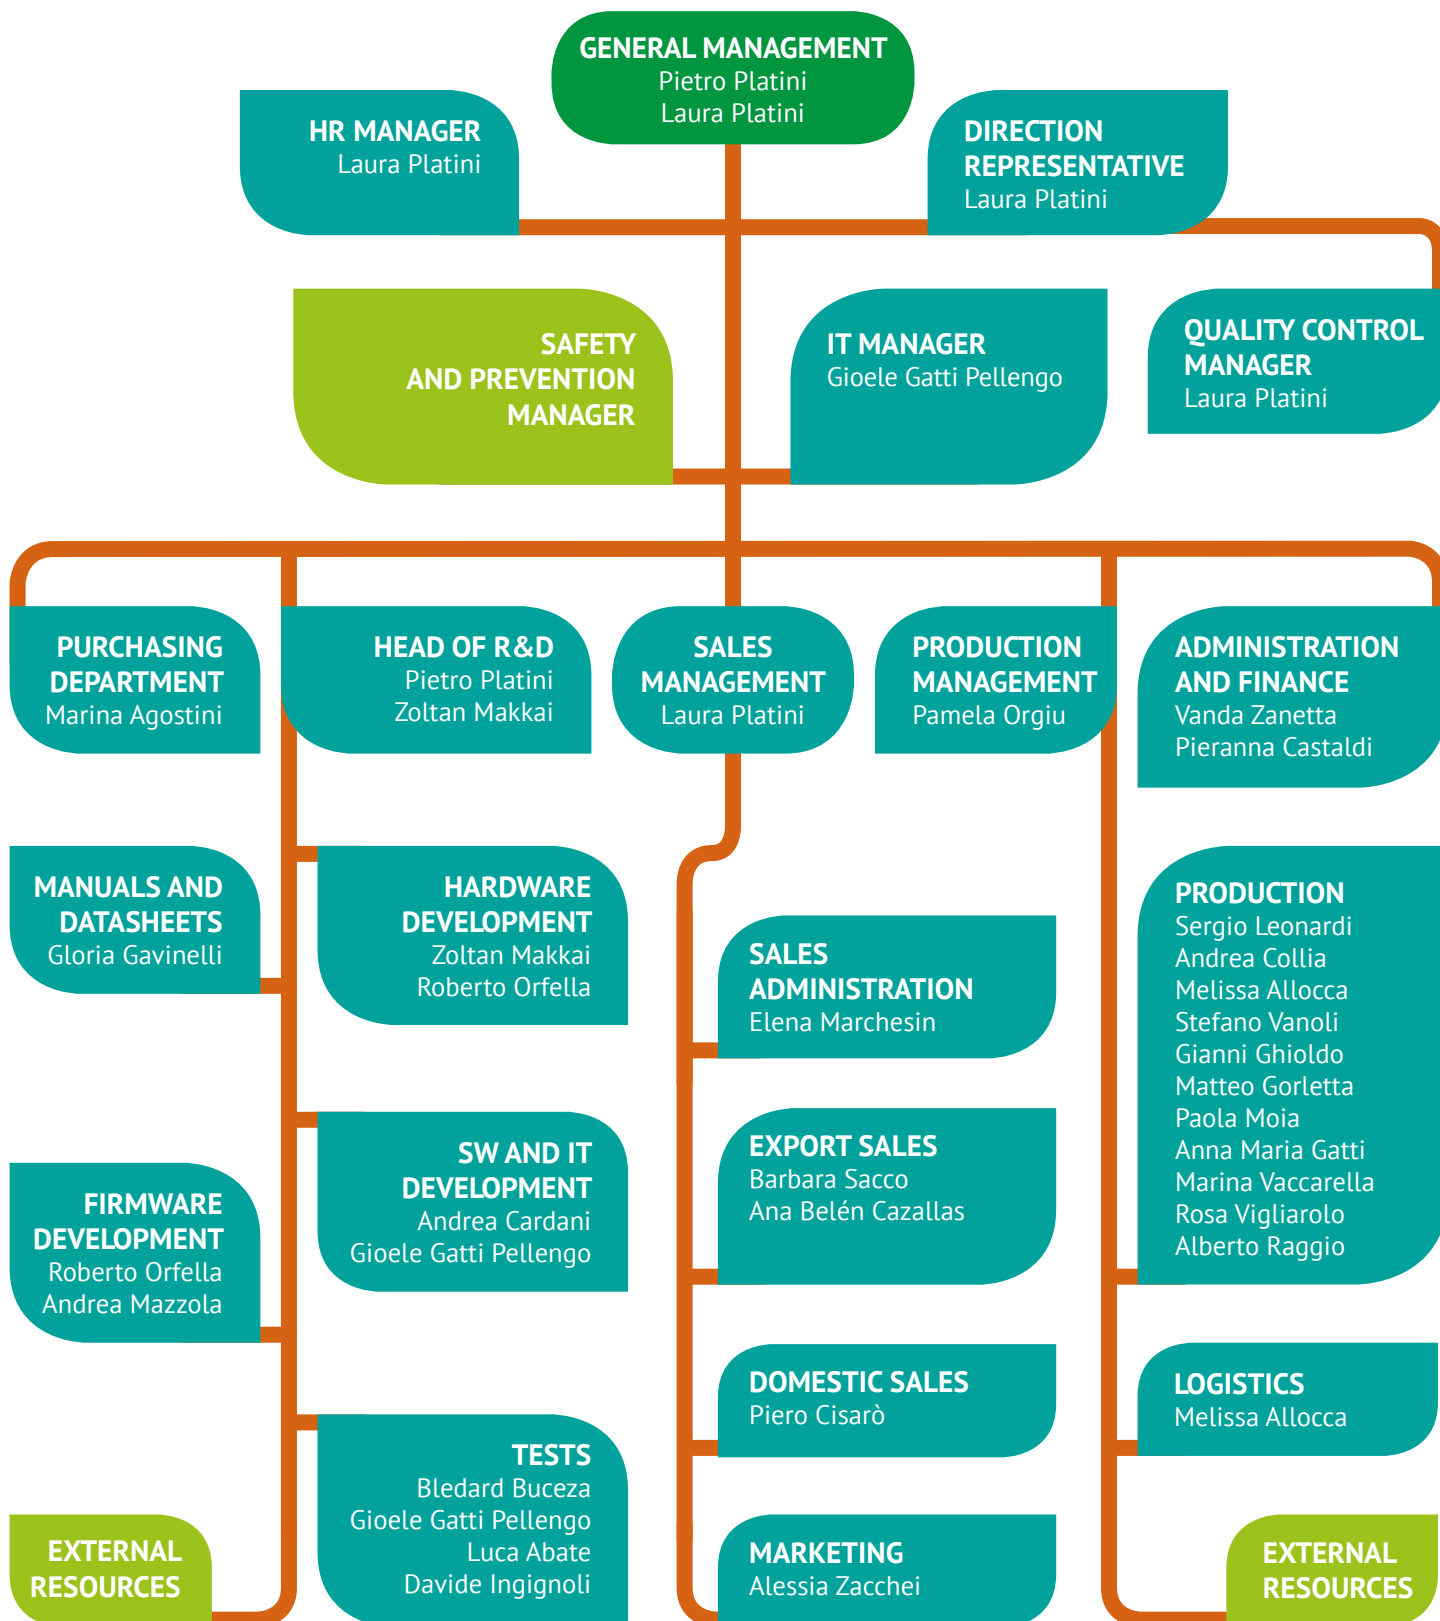 GENERAL MANAGEMENT
Pietro Platini
Laura Platini
HR MANAGER
Laura Platini
DIRECTION
REPRESENTATIVE
Laura Platini
SAFETY
AND PREVENTION
MANAGER
IT MANAGER
Gioele Gatti Pellengo
QUALITY CONTROL
MANAGER
Laura Platini
PURCHASING
DEPARTMENT
Marina Agostini
HEAD OF R&D
Pietro Platini
Zoltan Makkai
SALES
MANAGEMENT
Laura Platini
PRODUCTION
MANAGEMENT
Pamela Orgiu
ADMINISTRATION
AND FINANCE
Vanda Zanetta
Pieranna Castaldi
MANUALS AND
DATASHEETS
Gloria Gavinelli
HARDWARE
DEVELOPMENT
Zoltan Makkai
Roberto Orfella
SW AND IT
DEVELOPMENT
Andrea Cardani
Gioele Gatti Pellengo
FIRMWARE
DEVELOPMENT
Roberto Orfella
Andrea Mazzola
TESTS
Bledard Buceza
Gioele Gatti Pellengo
Luca Abate
Davide Ingignoli
EXTERNAL
RESOURCES
SALES
ADMINISTRATION
Elena Marchesin
EXPORT SALES
Barbara Sacco
Ana Belén Cazallas
DOMESTIC SALES
Piero Cisarò
MARKETING
Alessia Zacchei
PRODUCTION
Sergio Leonardi
Andrea Collia
Melissa Allocca
Stefano Vanoli
Gianni Ghioldo
Matteo Gorletta
Paola Moia
Anna Maria Gatti
Marina Vaccarella
Rosa Vigliarolo
Alberto Raggio
LOGISTICS
Melissa Allocca
EXTERNAL
RESOURCES